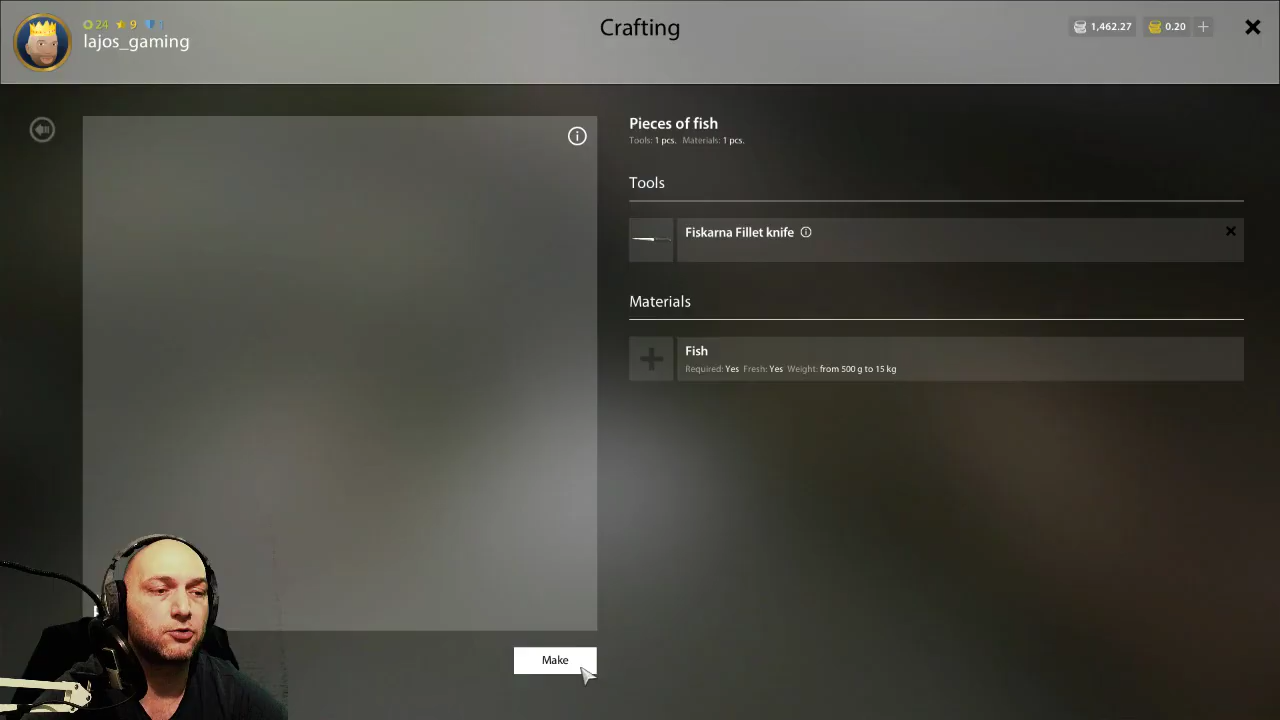 24 9 1
lajos_gaming
Crafting
1,462.27
0.20
Pieces of fish
Tools: 1 pcs. Materials: 1 pcs.
Tools
Fiskarna Fillet knife
Materials
Fish
Required: Yes Fresh: Yes Weight: from 500 g to 15 kg
Make